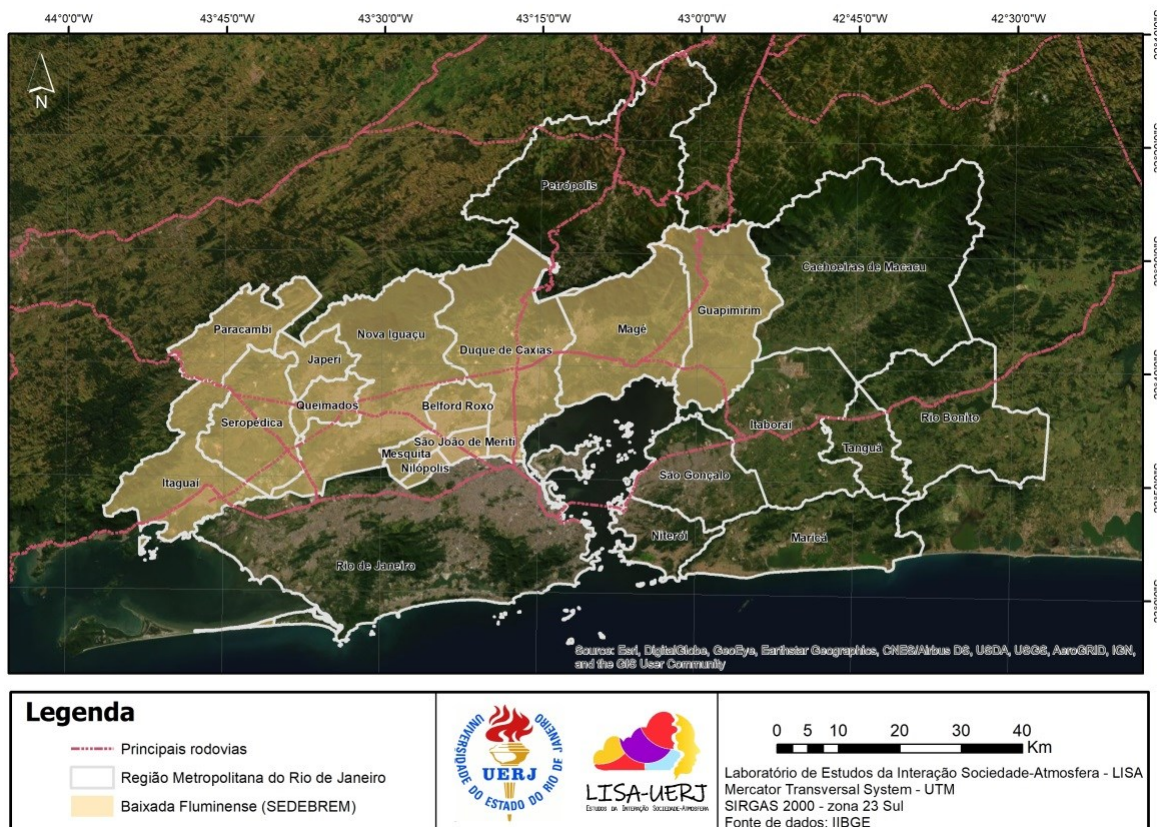 44°0'0"W 43°45'0"W 43°30'0"W 43°15'0"W 43°0'0"W 42°45'0"W 42°30'0"W
N
Petrópolis
Cachoeiras de Macacu
Guapimirim
Paracambi
Nova Iguaçu
Magé
Duque de Caxias
Japeri
Queimados
Belford Roxo
Seropédica
Itaboraí
Rio Bonito
São João de Meriti
Tanguá
Mesquita
Nilópolis
São Gonçalo
Itaguaí
Niterói
Maricá
Rio de Janeiro
Source: Esri, DigitalGlobe, GeoEye, Earthstar Geographics, CNES/Airbus DS, USDA, USGS, AeroGRID, IGN,
and the GIS User Community
Legenda
Principais rodovias
Região Metropolitana do Rio de Janeiro
Baixada Fluminense (SEDEBREM)
UNIVERSIDADE DO ESTADO DO RIO DE JANEIRO
UERJ
LISA-UERJ
ESTUDOS DA INTERAÇÃO SOCIEDADE-ATMOSFERA
0 5 10 20 30 40
Km
Laboratório de Estudos da Interação Sociedade-Atmosfera - LISA
Mercator Transversal System - UTM
SIRGAS 2000 - zona 23 Sul
Fonte de dados: IIBGE